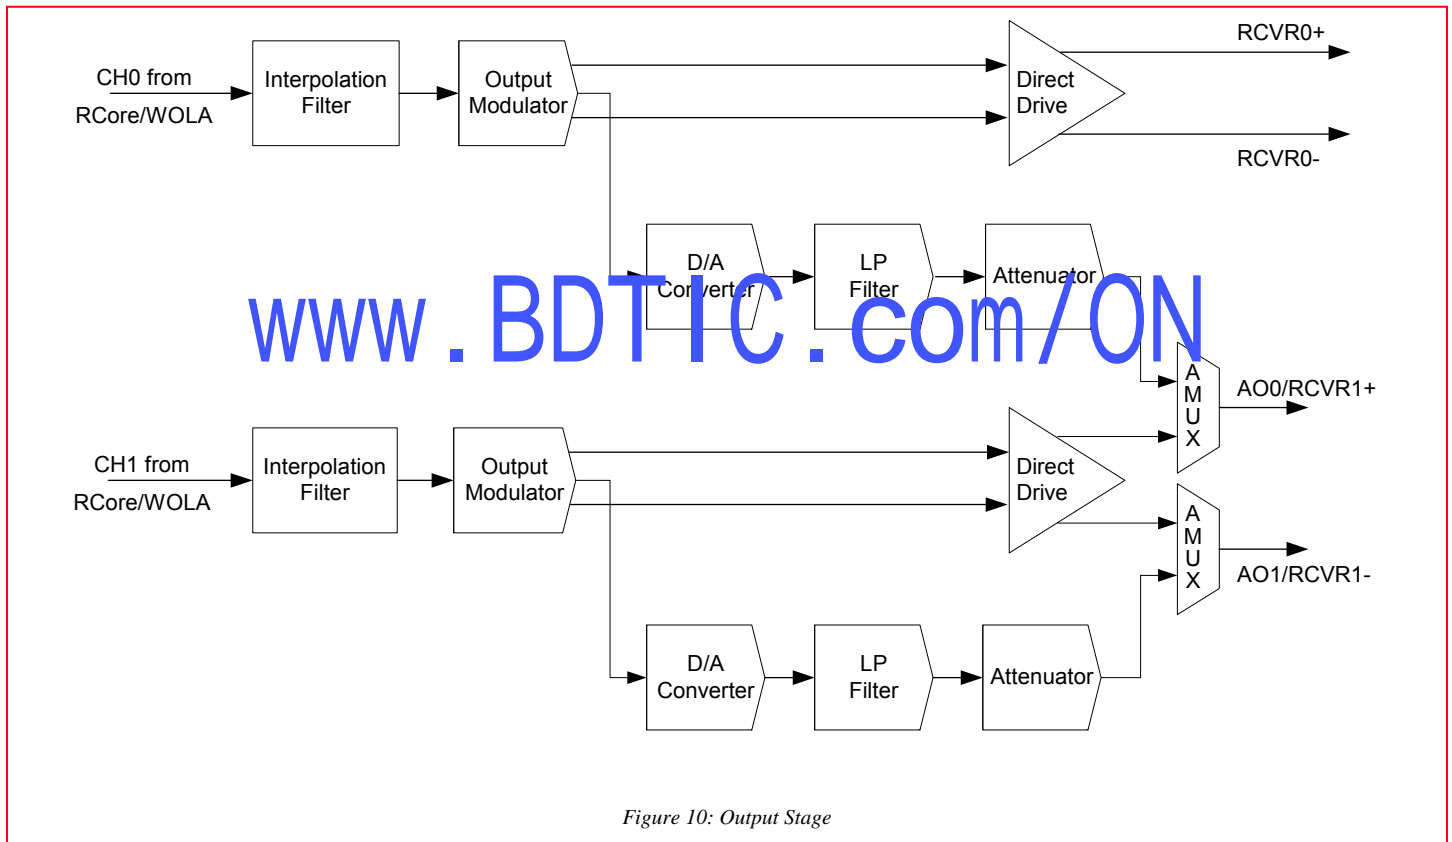 RCVR0+
CH0 from
RCore/WOLA
Interpolation
Filter
Output
Modulator
Direct
Drive
RCVR0-
D/A
Converter
LP
Filter
Attenuator
www.BDTIC.com/ON
A
M
U
X
AO0/RCVR1+
CH1 from
RCore/WOLA
Interpolation
Filter
Output
Modulator
Direct
Drive
A
M
U
X
AO1/RCVR1-
D/A
Converter
LP
Filter
Attenuator
Figure 10: Output Stage